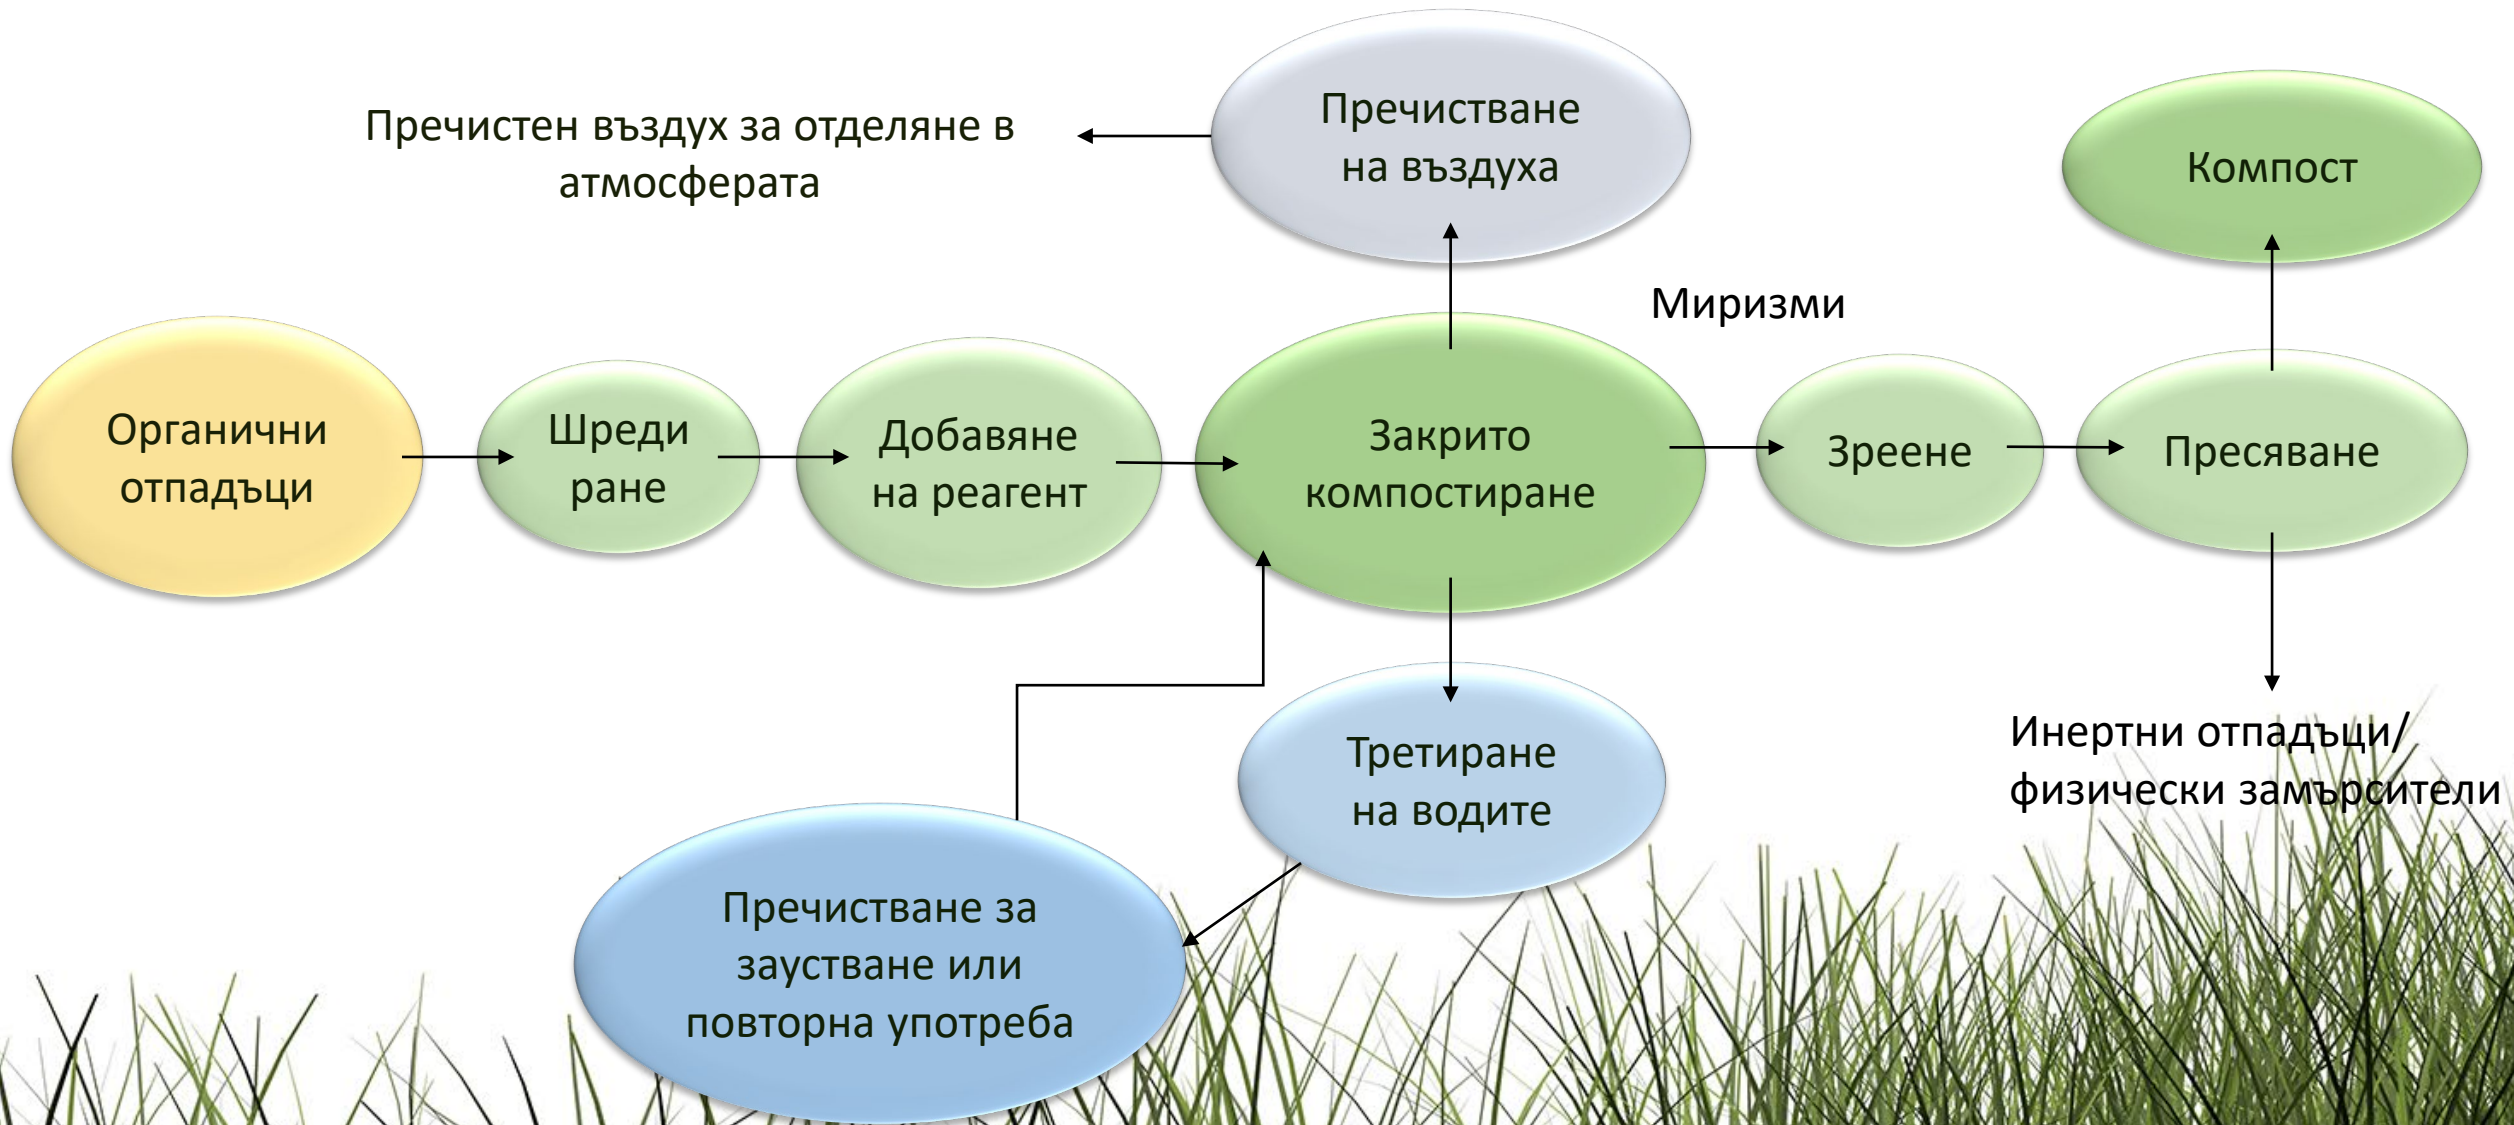 Пречистване
на въздуха
Пречистен въздух за отделяне в
атмосферата
Компост
Миризми
Органични
отпадъци
Шреди
ране
Добавяне
на реагент
Закрито
компостиране
Зреене
Пресяване
Третиране
на водите
Инертни отпадъци/
физически замърсители
Пречистване за
заустване или
повторна употреба